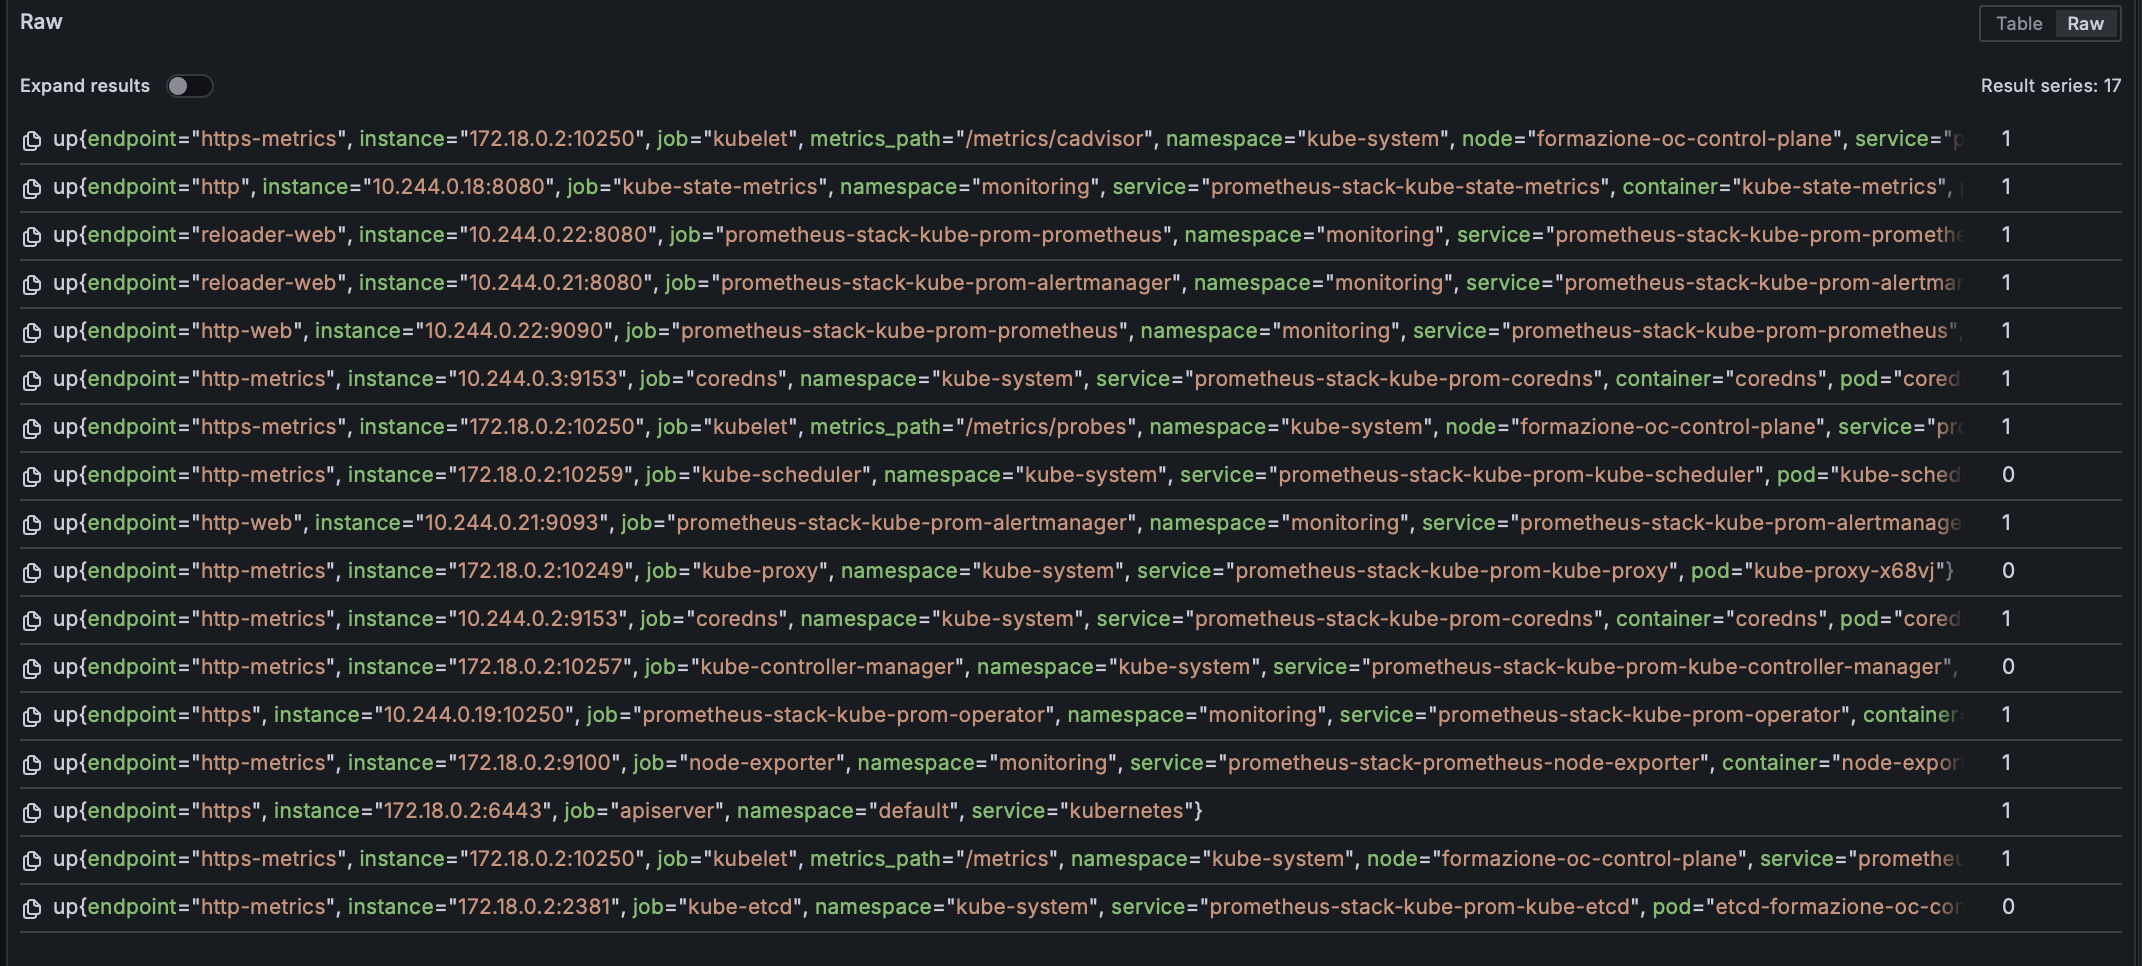 Raw
Table Raw
Expand results
Result series: 17
up{endpoint="https-metrics", instance="172.18.0.2:10250", job="kubelet", metrics_path="/metrics/cadvisor", namespace="kube-system", node="formazione-oc-control-plane", service="p 1
up{endpoint="http", instance="10.244.0.18:8080", job="kube-state-metrics", namespace="monitoring", service="prometheus-stack-kube-state-metrics", container="kube-state-metrics", 1
up{endpoint="reloader-web", instance="10.244.0.22:8080", job="prometheus-stack-kube-prom-prometheus", namespace="monitoring", service="prometheus-stack-kube-prom-promethe 1
up{endpoint="reloader-web", instance="10.244.0.21:8080", job="prometheus-stack-kube-prom-alertmanager", namespace="monitoring", service="prometheus-stack-kube-prom-alertmar 1
up{endpoint="http-web", instance="10.244.0.22:9090", job="prometheus-stack-kube-prom-prometheus", namespace="monitoring", service="prometheus-stack-kube-prom-prometheus", 1
up{endpoint="http-metrics", instance="10.244.0.3:9153", job="coredns", namespace="kube-system", service="prometheus-stack-kube-prom-coredns", container="coredns", pod="cored 1
up{endpoint="https-metrics", instance="172.18.0.2:10250", job="kubelet", metrics_path="/metrics/probes", namespace="kube-system", node="formazione-oc-control-plane", service="pro 1
up{endpoint="http-metrics", instance="172.18.0.2:10259", job="kube-scheduler", namespace="kube-system", service="prometheus-stack-kube-prom-kube-scheduler", pod="kube-sched 0
up{endpoint="http-web", instance="10.244.0.21:9093", job="prometheus-stack-kube-prom-alertmanager", namespace="monitoring", service="prometheus-stack-kube-prom-alertmanage 1
up{endpoint="http-metrics", instance="172.18.0.2:10249", job="kube-proxy", namespace="kube-system", service="prometheus-stack-kube-prom-kube-proxy", pod="kube-proxy-x68vj"} 0
up{endpoint="http-metrics", instance="10.244.0.2:9153", job="coredns", namespace="kube-system", service="prometheus-stack-kube-prom-coredns", container="coredns", pod="cored 1
up{endpoint="http-metrics", instance="172.18.0.2:10257", job="kube-controller-manager", namespace="kube-system", service="prometheus-stack-kube-prom-kube-controller-manager", 0
up{endpoint="https", instance="10.244.0.19:10250", job="prometheus-stack-kube-prom-operator", namespace="monitoring", service="prometheus-stack-kube-prom-operator", container= 1
up{endpoint="http-metrics", instance="172.18.0.2:9100", job="node-exporter", namespace="monitoring", service="prometheus-stack-prometheus-node-exporter", container="node-export 1
up{endpoint="https", instance="172.18.0.2:6443", job="apiserver", namespace="default", service="kubernetes"} 1
up{endpoint="https-metrics", instance="172.18.0.2:10250", job="kubelet", metrics_path="/metrics", namespace="kube-system", node="formazione-oc-control-plane", service="prometheu 1
up{endpoint="http-metrics", instance="172.18.0.2:2381", job="kube-etcd", namespace="kube-system", service="prometheus-stack-kube-prom-kube-etcd", pod="etcd-formazione-oc-con 0